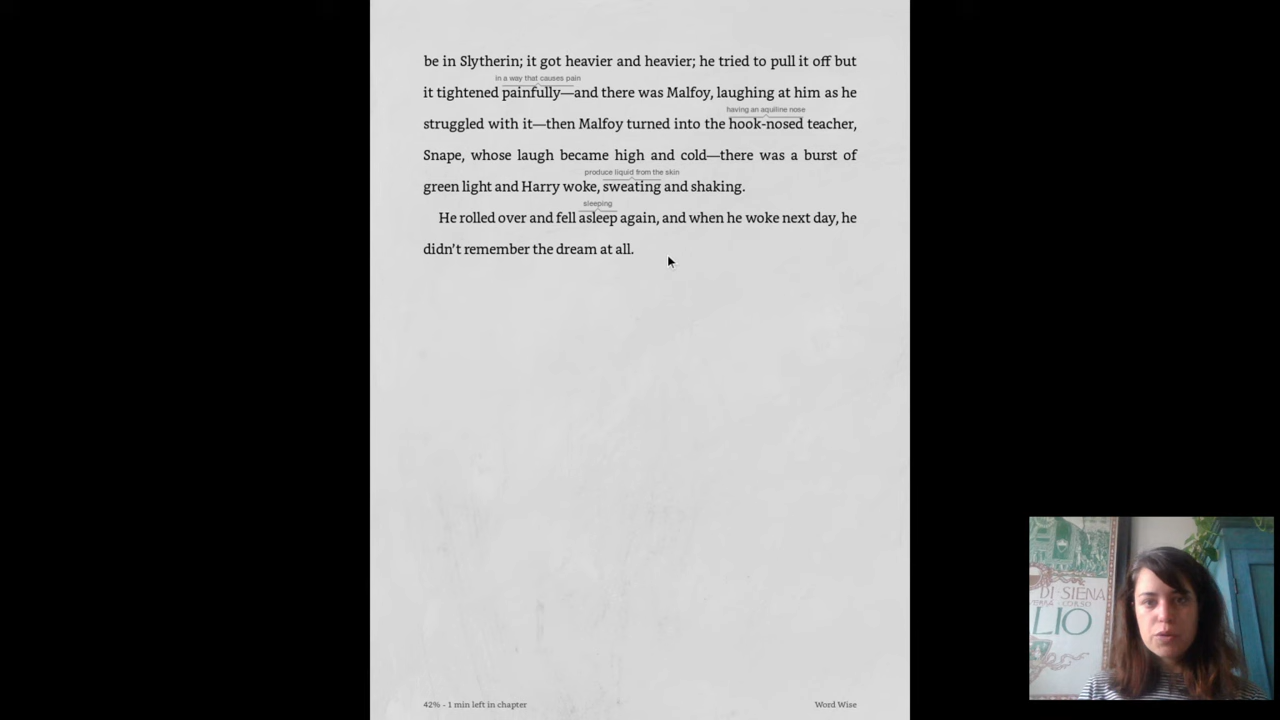 be in Slytherin; it got heavier and heavier; he tried to pull it off but
in a way that causes pain
it tightened painfully—and there was Malfoy, laughing at him as he
having an aquiline nose
struggled with it—then Malfoy turned into the hook-nosed teacher,
Snape, whose laugh became high and cold—there was a burst of
produce liquid from the skin
green light and Harry woke, sweating and shaking.
sleeping
He rolled over and fell asleep again, and when he woke next day, he
didn’t remember the dream at all.
42% - 1 min left in chapter
Word Wise
DI SIENA
TERRA CORSO
LIO